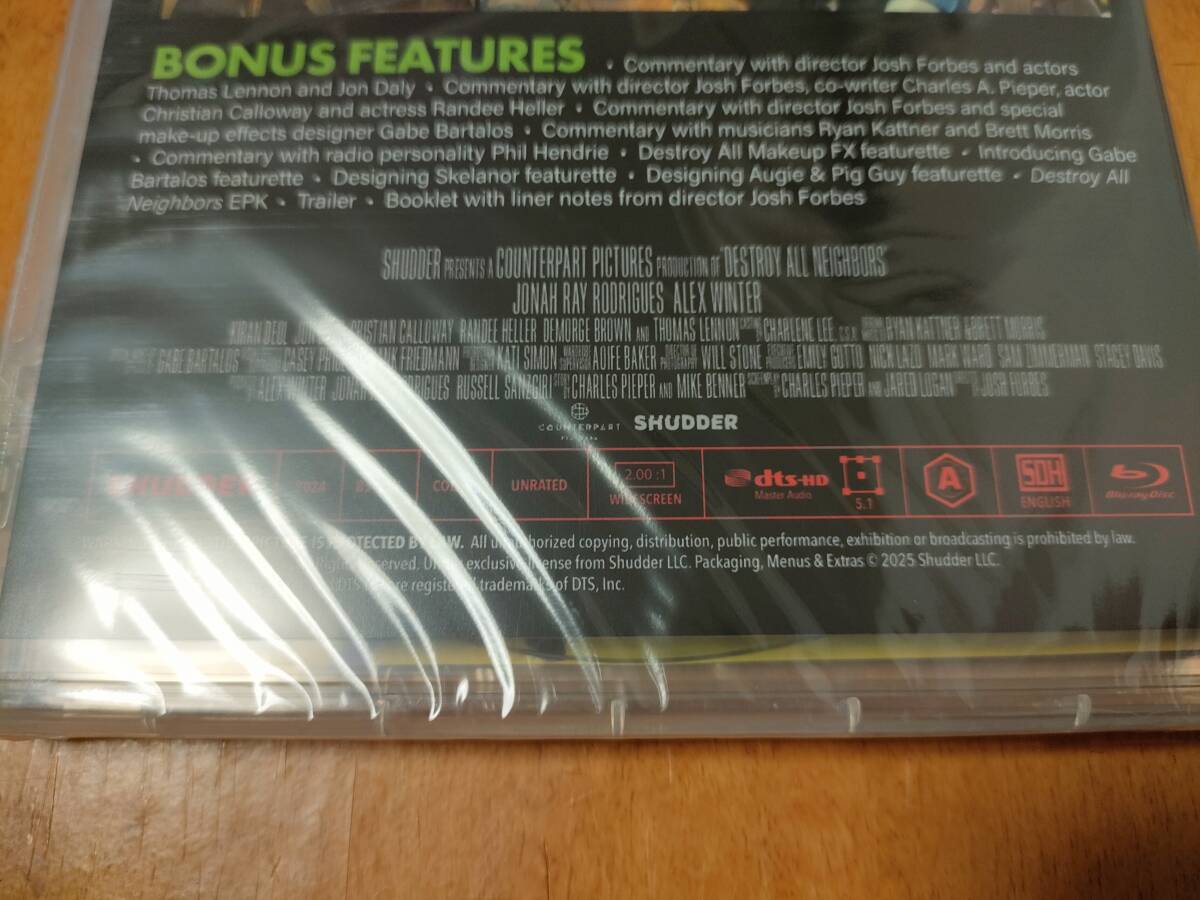 BONUS FEATURES • Commentary with director Josh Forbes and actors
Thomas Lennon and Jon Daly • Commentary with director Josh Forbes, co-writer Charles A. Pieper, actor
Christian Calloway and actress Randee Heller • Commentary with director Josh Forbes and special
make-up effects designer Gabe Bartalos • Commentary with musicians Ryan Kattner and Brett Morris
• Commentary with radio personality Phil Hendrie • Destroy All Makeup FX featurette • Introducing Gabe
Bartalos featurette • Designing Skelanor featurette • Designing Augie & Pig Guy featurette • Destroy All
Neighbors EPK • Trailer • Booklet with liner notes from director Josh Forbes
SHUDDER PRESENTS A COUNTERPART PICTURES PRODUCTION OF "DESTROY ALL NEIGHBORS"
JONAH RAY RODRIGUES ALEX WINTER
KIRAN DEOL CALLOWAY RANDEE HELLER DEMORGE BROWN AND THOMAS LENNON CHARLENE LEE, C.S.A. RYAN KATTNER & BRETT MORRIS
GABE BARTALOS CASEY FRIEDMANN KATI SIMON AOIFE BAKER WILL STONE EMILY GOTTO NICK LAZO MARK WARD SAM ZIMMERMAN STACEY DAVIS
ALEX WINTER RODRIGUES RUSSELL SANZGIRI CHARLES PIEPER AND MIKE BENNER CHARLES PIEPER AND JARED LOGAN JOSH FORBES
COUNTERPART SHUDDER
SHUDDER 2024 UNRATED 2.00:1 WIDESCREEN dts-HD Master Audio 5.1 A SDH ENGLISH Blu-ray Disc
IS PROTECTED BY LAW. All unauthorized copying, distribution, public performance, exhibition or broadcasting is prohibited by law.
Reserved. Under exclusive license from Shudder LLC. Packaging, Menus & Extras © 2025 Shudder LLC.
are registered trademarks of DTS, Inc.